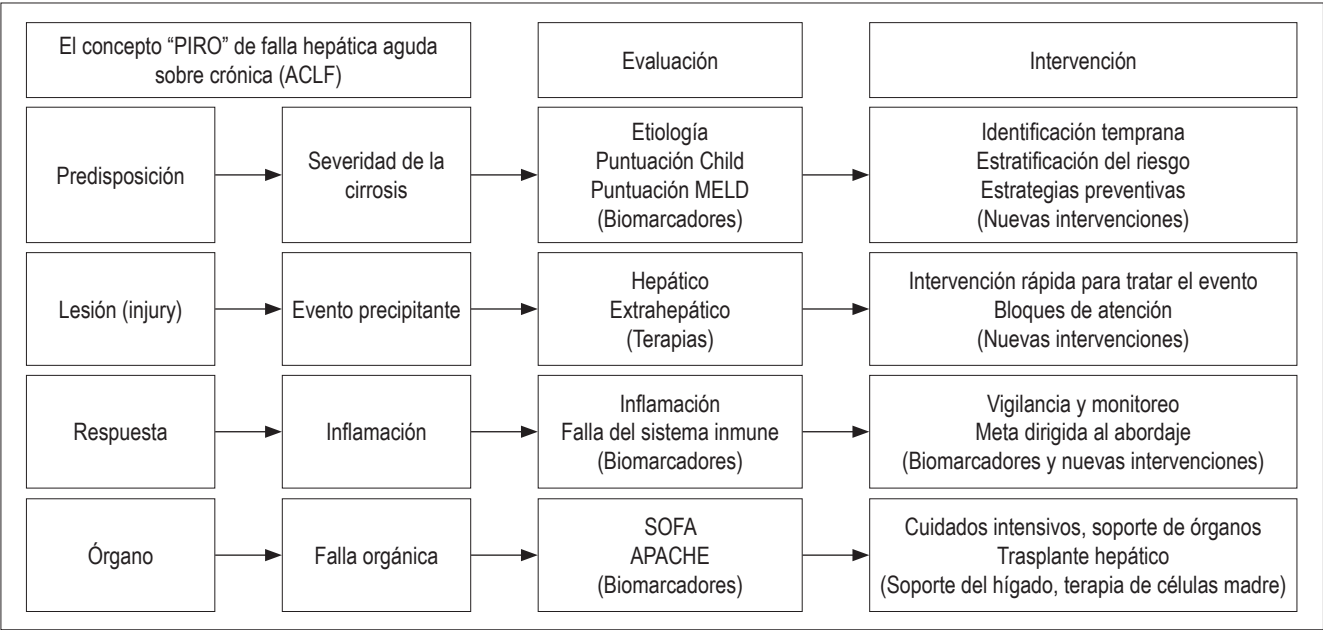 El concepto “PIRO” de falla hepática aguda
sobre crónica (ACLF)
Evaluación
Intervención
Predisposición
Severidad de la
cirrosis
Etiología
Puntuación Child
Puntuación MELD
(Biomarcadores)
Identificación temprana
Estratificación del riesgo
Estrategias preventivas
(Nuevas intervenciones)
Lesión (injury)
Evento precipitante
Hepático
Extrahepático
(Terapias)
Intervención rápida para tratar el evento
Bloques de atención
(Nuevas intervenciones)
Respuesta
Inflamación
Inflamación
Falla del sistema inmune
(Biomarcadores)
Vigilancia y monitoreo
Meta dirigida al abordaje
(Biomarcadores y nuevas intervenciones)
Órgano
Falla orgánica
SOFA
APACHE
(Biomarcadores)
Cuidados intensivos, soporte de órganos
Trasplante hepático
(Soporte del hígado, terapia de células madre)